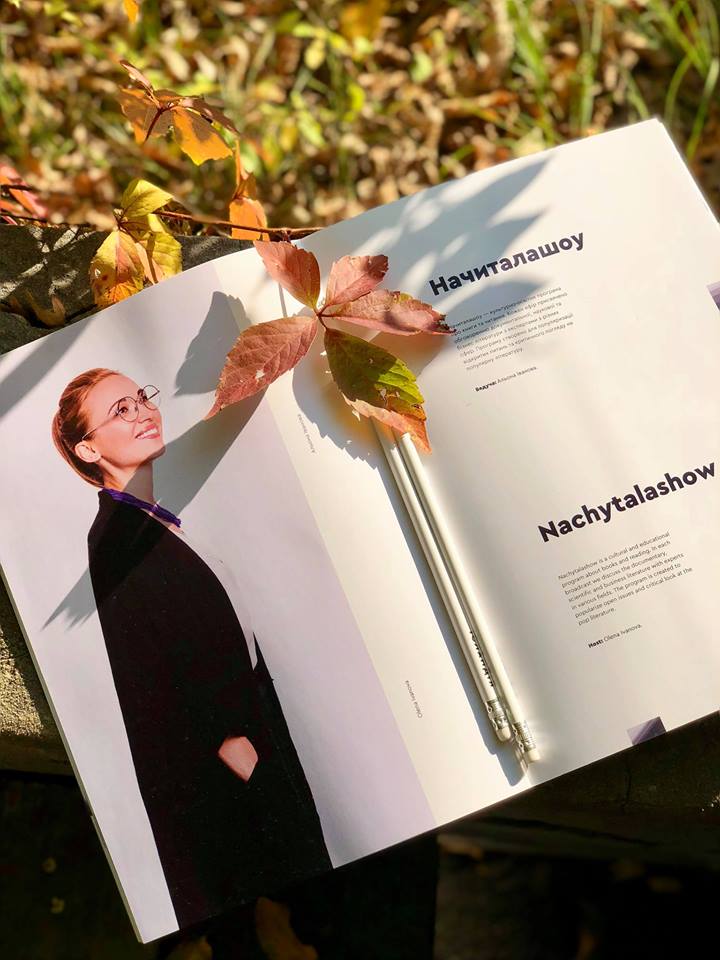 Начиталашоу
Начиталашоу — культурно-освітня програма
про книги та читання. Кожен ефір присвячено
обговоренню документальної, наукової та
бізнес літератури з експертами з різних
сфер. Програму створено для популяризації
відкритих питань та критичного погляду на
популярну літературу.
Ведуча: Альона Іванова.
Nachytalashow
Nachytalashow is a cultural and educational
program about books and reading. In each
broadcast we discuss the documentary,
scientific and business literature with experts
in various fields. The program is created to
popularize open issues and critical look at the
pop literature.
Host: Olena Ivanova.
Альона Іванова
Olena Ivanova